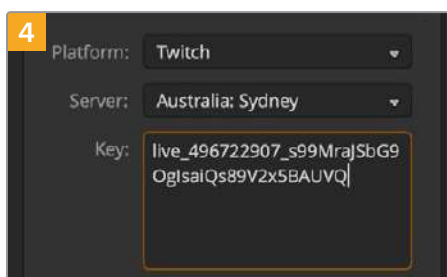 4
Platform: Twitch
Server: Australia: Sydney
Key: live_496722907_s99MraJSbG9
OgIsaiQs89V2x5BAUVQ